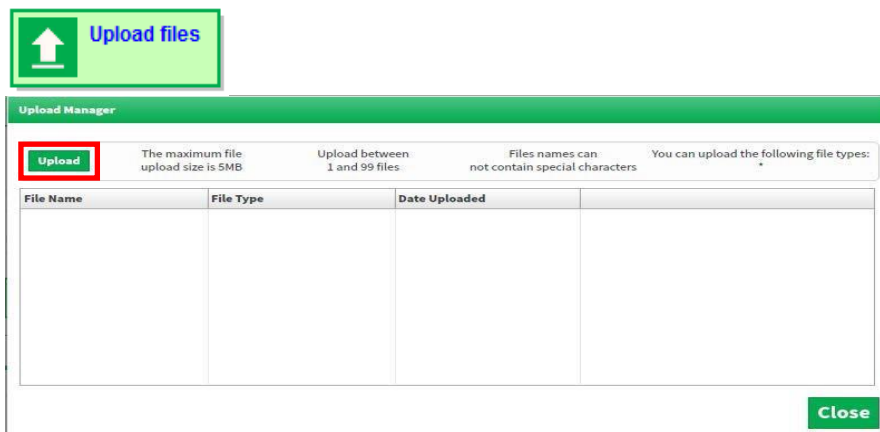 Upload files
Upload Manager
Upload
The maximum file
upload size is 5MB
Upload between
1 and 99 files
Files names can
not contain special characters
You can upload the following file types:
*
File Name File Type Date Uploaded
Close